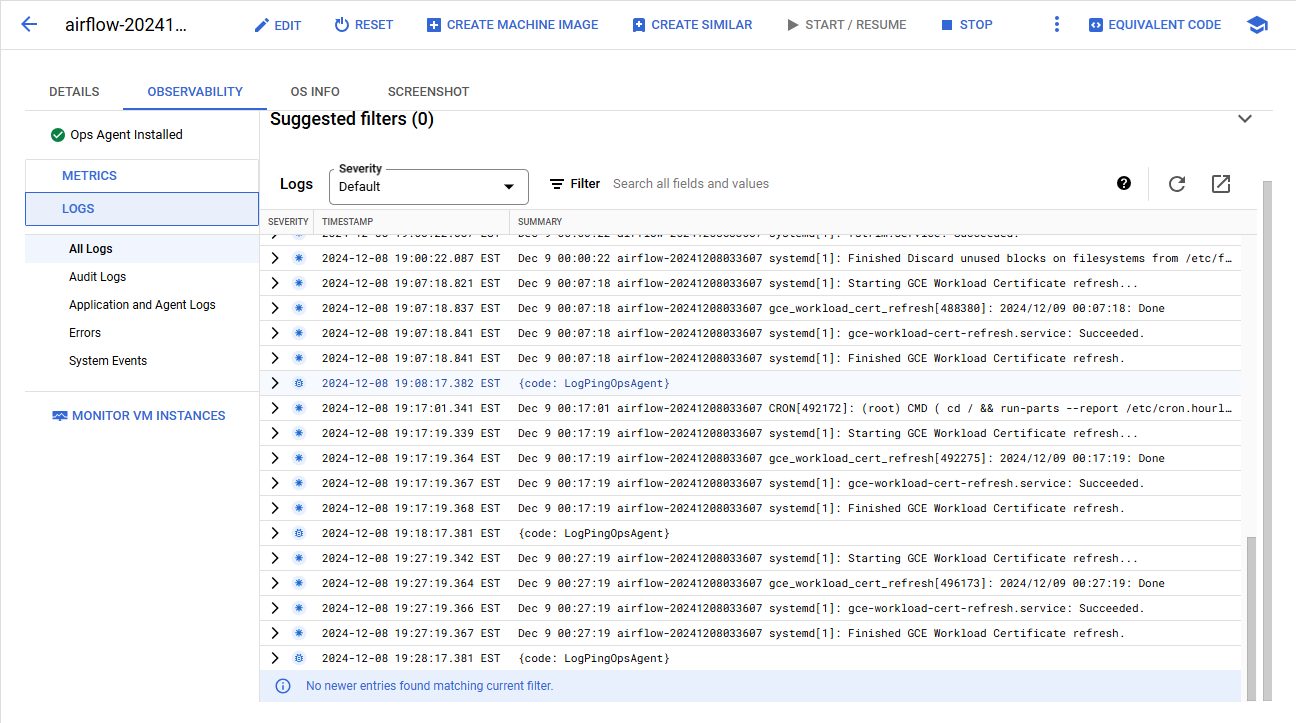 airflow-20241...
EDIT
RESET
CREATE MACHINE IMAGE
CREATE SIMILAR
START / RESUME
STOP
EQUIVALENT CODE
DETAILS
OBSERVABILITY
OS INFO
SCREENSHOT
Ops Agent Installed
METRICS
LOGS
All Logs
Audit Logs
Application and Agent Logs
Errors
System Events
MONITOR VM INSTANCES
Suggested filters (0)
Logs
Severity
Default
Filter
Search all fields and values
SEVERITY TIMESTAMP SUMMARY
2024-12-08 19:00:22.087 EST Dec 9 00:00:22 airflow-20241208033607 systemd[1]: Finished Discard unused blocks on filesystems from /etc/f...
2024-12-08 19:07:18.821 EST Dec 9 00:07:18 airflow-20241208033607 systemd[1]: Starting GCE Workload Certificate refresh...
2024-12-08 19:07:18.837 EST Dec 9 00:07:18 airflow-20241208033607 gce_workload_cert_refresh[488380]: 2024/12/09 00:07:18: Done
2024-12-08 19:07:18.841 EST Dec 9 00:07:18 airflow-20241208033607 systemd[1]: gce-workload-cert-refresh.service: Succeeded.
2024-12-08 19:07:18.841 EST Dec 9 00:07:18 airflow-20241208033607 systemd[1]: Finished GCE Workload Certificate refresh.
2024-12-08 19:08:17.382 EST {code: LogPingOpsAgent}
2024-12-08 19:17:01.341 EST Dec 9 00:17:01 airflow-20241208033607 CRON[492172]: (root) CMD ( cd / && run-parts --report /etc/cron.hourl...
2024-12-08 19:17:19.339 EST Dec 9 00:17:19 airflow-20241208033607 systemd[1]: Starting GCE Workload Certificate refresh...
2024-12-08 19:17:19.364 EST Dec 9 00:17:19 airflow-20241208033607 gce_workload_cert_refresh[492275]: 2024/12/09 00:17:19: Done
2024-12-08 19:17:19.367 EST Dec 9 00:17:19 airflow-20241208033607 systemd[1]: gce-workload-cert-refresh.service: Succeeded.
2024-12-08 19:17:19.368 EST Dec 9 00:17:19 airflow-20241208033607 systemd[1]: Finished GCE Workload Certificate refresh.
2024-12-08 19:18:17.381 EST {code: LogPingOpsAgent}
2024-12-08 19:27:19.342 EST Dec 9 00:27:19 airflow-20241208033607 systemd[1]: Starting GCE Workload Certificate refresh...
2024-12-08 19:27:19.364 EST Dec 9 00:27:19 airflow-20241208033607 gce_workload_cert_refresh[496173]: 2024/12/09 00:27:19: Done
2024-12-08 19:27:19.366 EST Dec 9 00:27:19 airflow-20241208033607 systemd[1]: gce-workload-cert-refresh.service: Succeeded.
2024-12-08 19:27:19.367 EST Dec 9 00:27:19 airflow-20241208033607 systemd[1]: Finished GCE Workload Certificate refresh.
2024-12-08 19:28:17.381 EST {code: LogPingOpsAgent}
No newer entries found matching current filter.